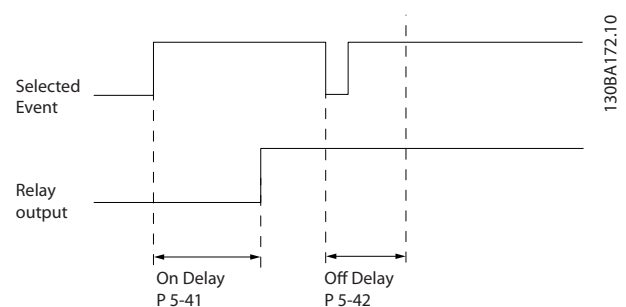 Selected
Event
Relay
output
On Delay
P 5-41
Off Delay
P 5-42
130BA172.10